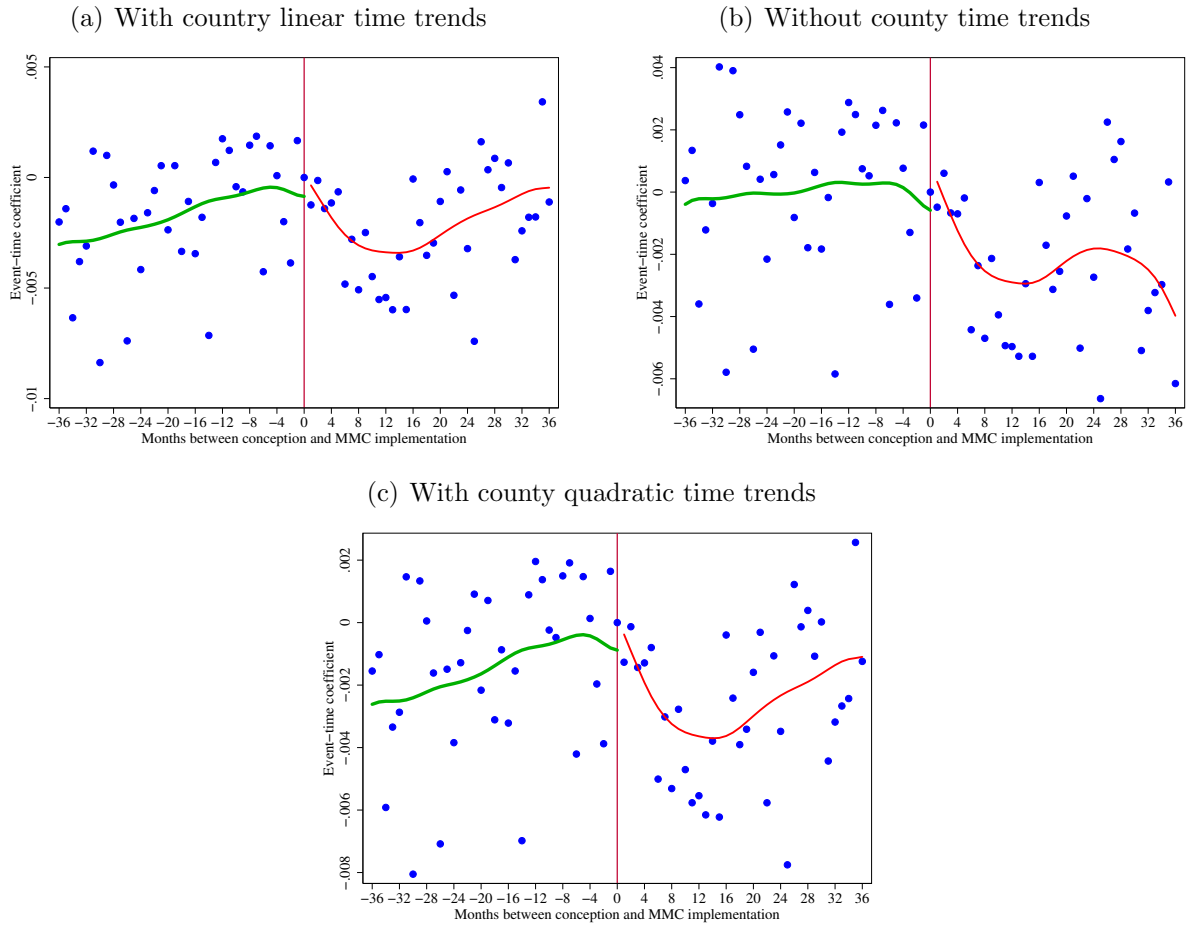 (a) With country linear time trends
.005
0
-.005
-.01
Event-time coefficient
-36 -32 -28 -24 -20 -16 -12 -8 -4 0 4 8 12 16 20 24 28 32 36
Months between conception and MMC implementation
(b) Without county time trends
.004
.002
0
-.002
-.004
-.006
Event-time coefficient
-36 -32 -28 -24 -20 -16 -12 -8 -4 0 4 8 12 16 20 24 28 32 36
Months between conception and MMC implementation
(c) With county quadratic time trends
.002
0
-.002
-.004
-.006
-.008
Event-time coefficient
-36 -32 -28 -24 -20 -16 -12 -8 -4 0 4 8 12 16 20 24 28 32 36
Months between conception and MMC implementation